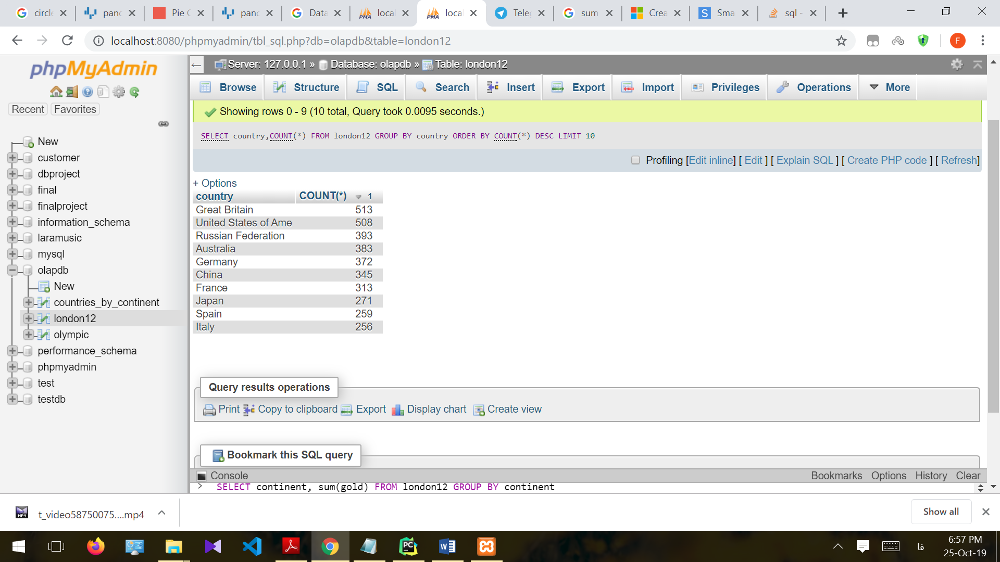 circle
pand
Pie C
pand
Data
local
local
Teleg
sum
Crea
Sma
sql -
localhost:8080/phpmyadmin/tbl_sql.php?db=olapdb&table=london12
F
phpMyAdmin
Recent
Favorites
New
customer
dbproject
final
finalproject
information_schema
laramusic
mysql
olapdb
New
countries_by_continent
london12
olympic
performance_schema
phpmyadmin
test
testdb
Server: 127.0.0.1 » Database: olapdb » Table: london12
Browse Structure SQL Search Insert Export Import Privileges Operations More
Showing rows 0 - 9 (10 total, Query took 0.0095 seconds.)
SELECT country,COUNT(*) FROM london12 GROUP BY country ORDER BY COUNT(*) DESC LIMIT 10
Profiling [Edit inline] [ Edit ] [ Explain SQL ] [ Create PHP code ] [ Refresh]
+ Options
country COUNT(*) 1
Great Britain 513
United States of Ame 508
Russian Federation 393
Australia 383
Germany 372
China 345
France 313
Japan 271
Spain 259
Italy 256
Query results operations
Print Copy to clipboard Export Display chart Create view
Bookmark this SQL query
Console Bookmarks Options History Clear
> SELECT continent, sum(gold) FROM london12 GROUP BY continent
t_video58750075....mp4
Show all
فا
6:57 PM
25-Oct-19